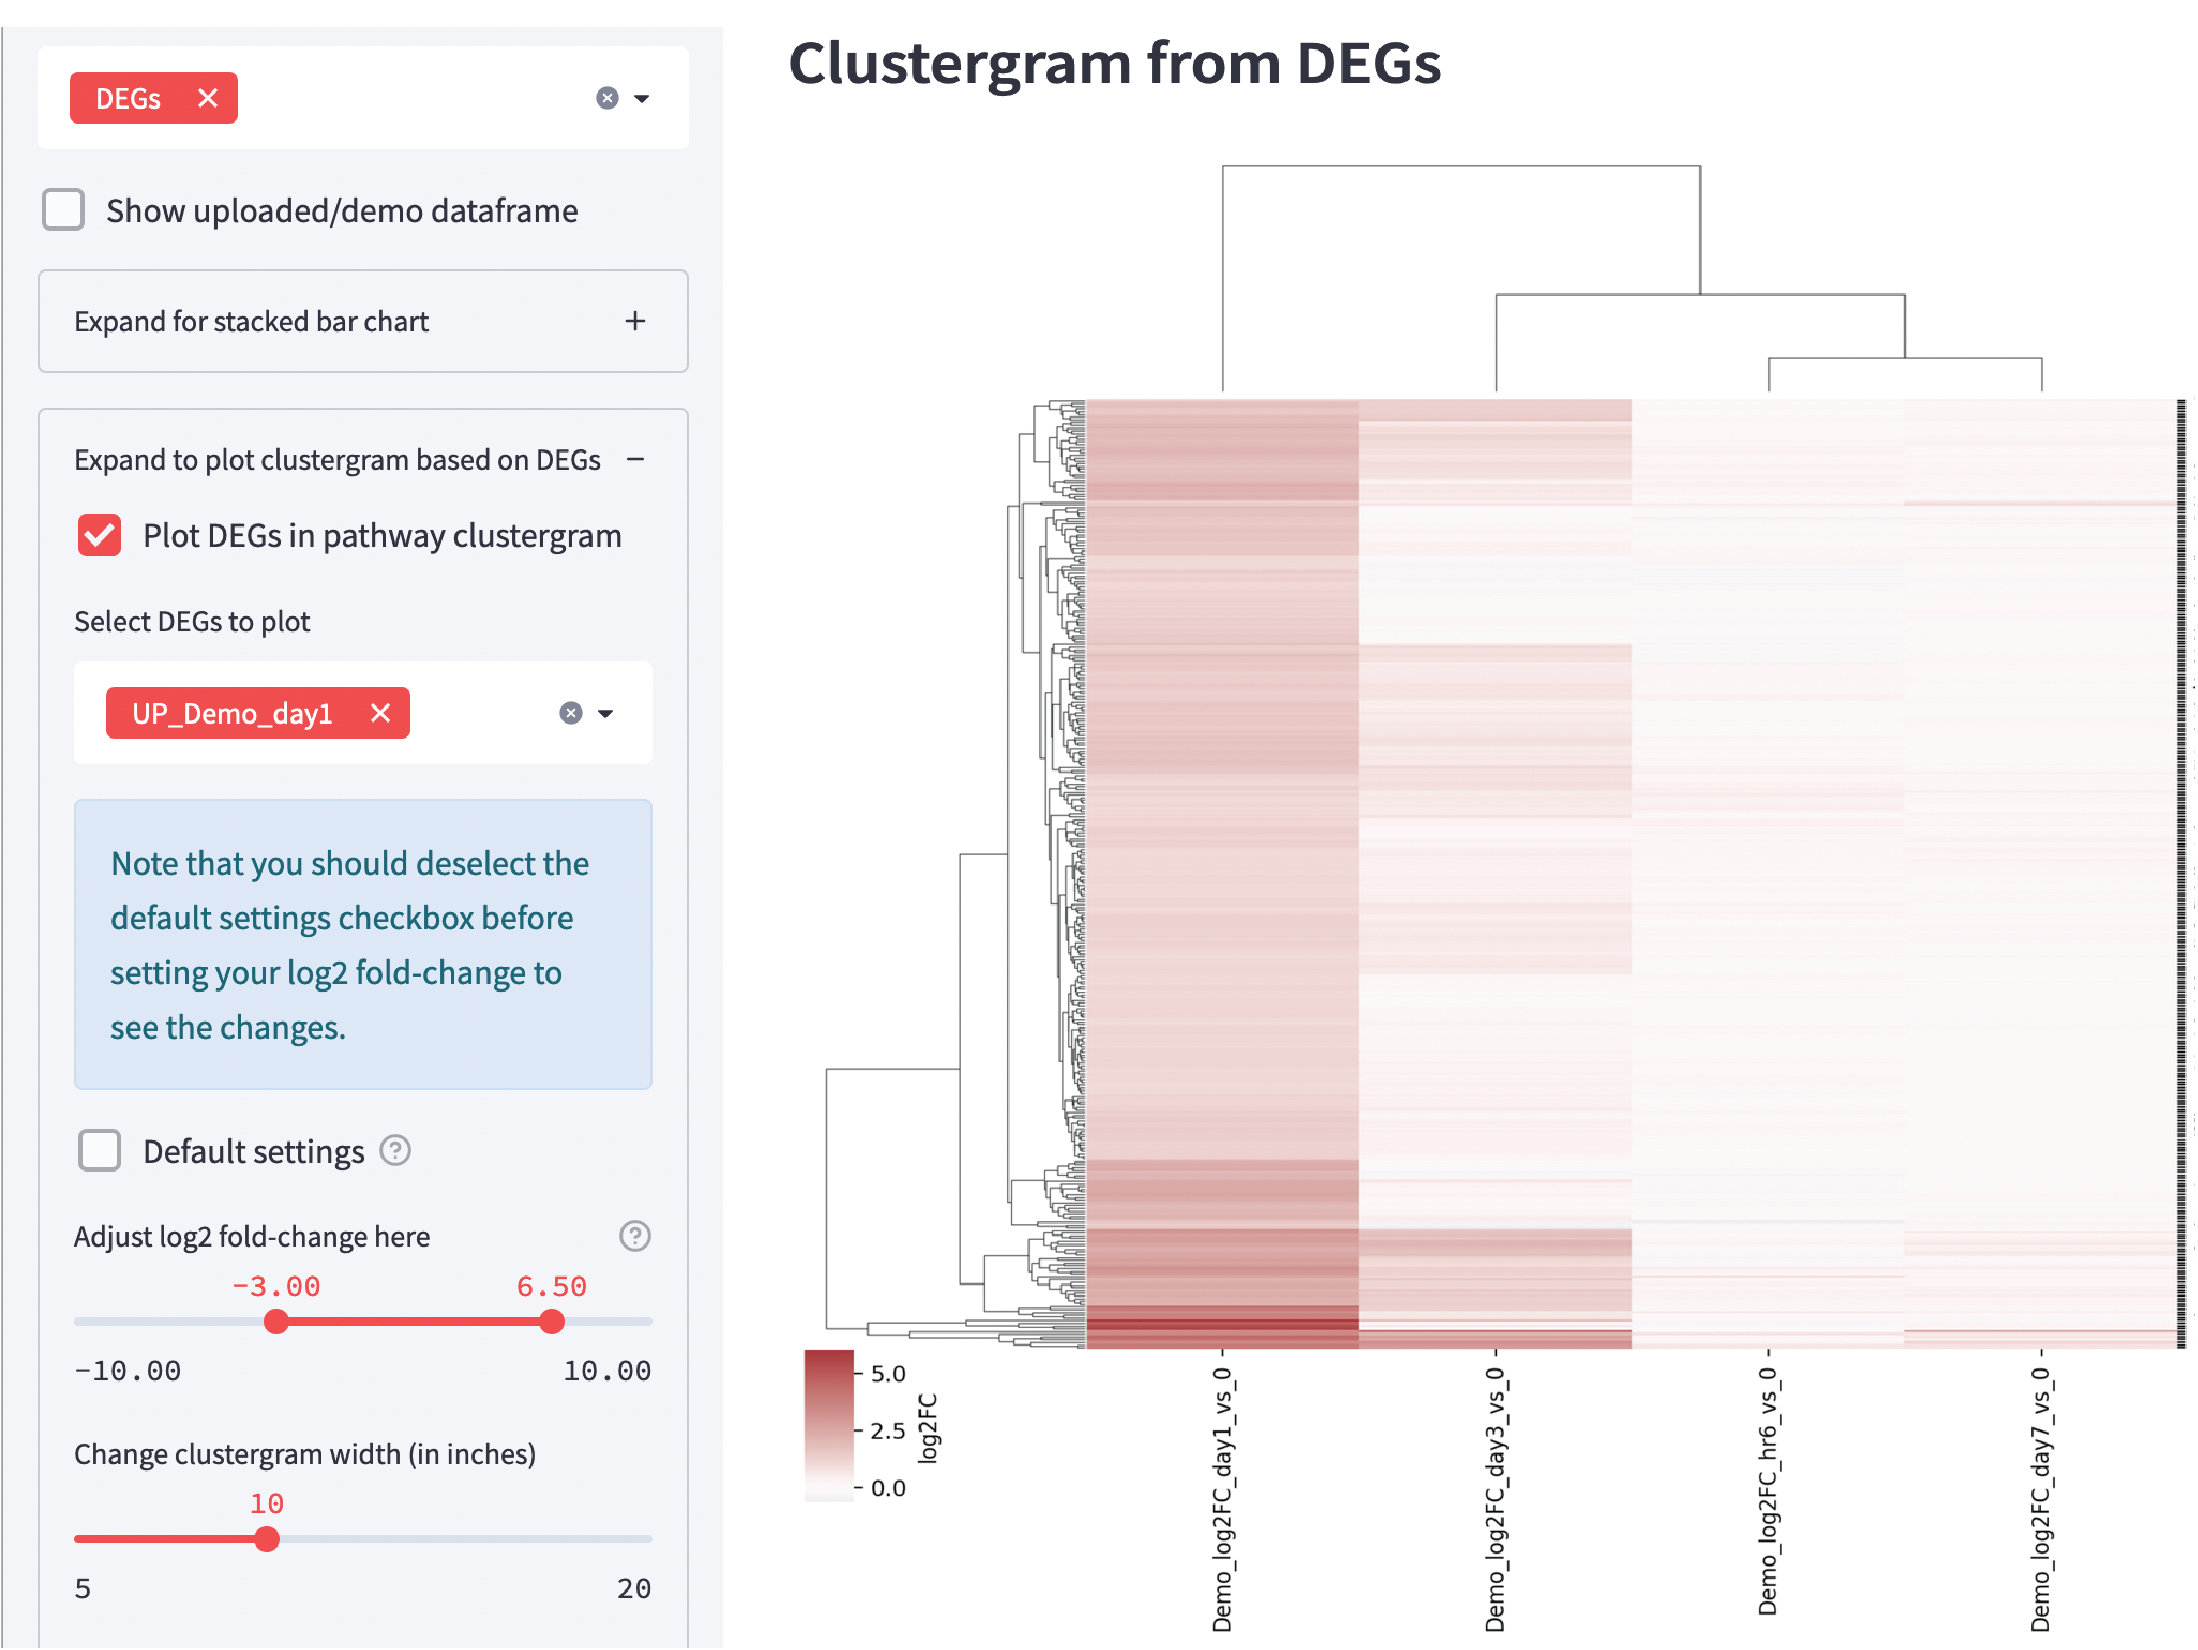 DEGs
Show uploaded/demo dataframe
Expand for stacked bar chart
Expand to plot clustergram based on DEGs
Plot DEGs in pathway clustergram
Select DEGs to plot
UP_Demo_day1
Note that you should deselect the
default settings checkbox before
setting your log2 fold-change to
see the changes.
Default settings
Adjust log2 fold-change here
-3.00 6.50
-10.00 10.00
Change clustergram width (in inches)
10
5 20
Clustergram from DEGs
5.0
2.5
0.0
log2FC
Demo_log2FC_day1_vs_0
Demo_log2FC_day3_vs_0
Demo_log2FC_hr6_vs_0
Demo_log2FC_day7_vs_0